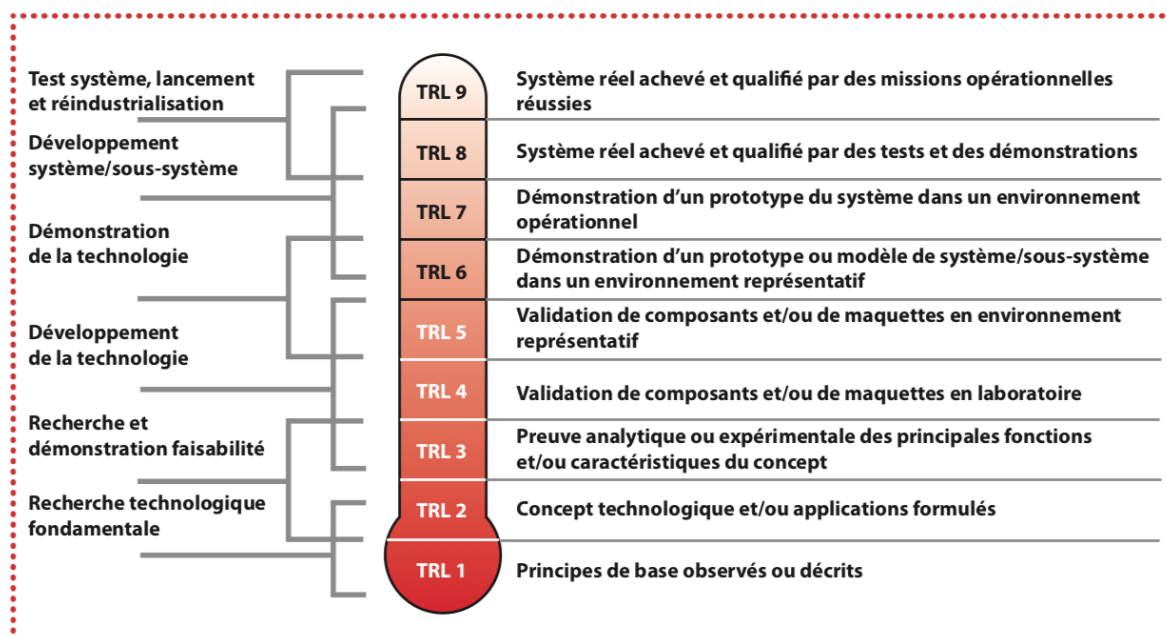 Test système, lancement
et réindustrialisation
Développement
système/sous-système
Démonstration
de la technologie
Développement
de la technologie
Recherche et
démonstration faisabilité
Recherche technologique
fondamentale
TRL 9
Système réel achevé et qualifié par des missions opérationnelles
réussies
TRL 8
Système réel achevé et qualifié par des tests et des démonstrations
TRL 7
Démonstration d’un prototype du système dans un environnement
opérationnel
TRL 6
Démonstration d’un prototype ou modèle de système/sous-système
dans un environnement représentatif
TRL 5
Validation de composants et/ou de maquettes en environnement
représentatif
TRL 4
Validation de composants et/ou de maquettes en laboratoire
TRL 3
Preuve analytique ou expérimentale des principales fonctions
et/ou caractéristiques du concept
TRL 2
Concept technologique et/ou applications formulés
TRL 1
Principes de base observés ou décrits